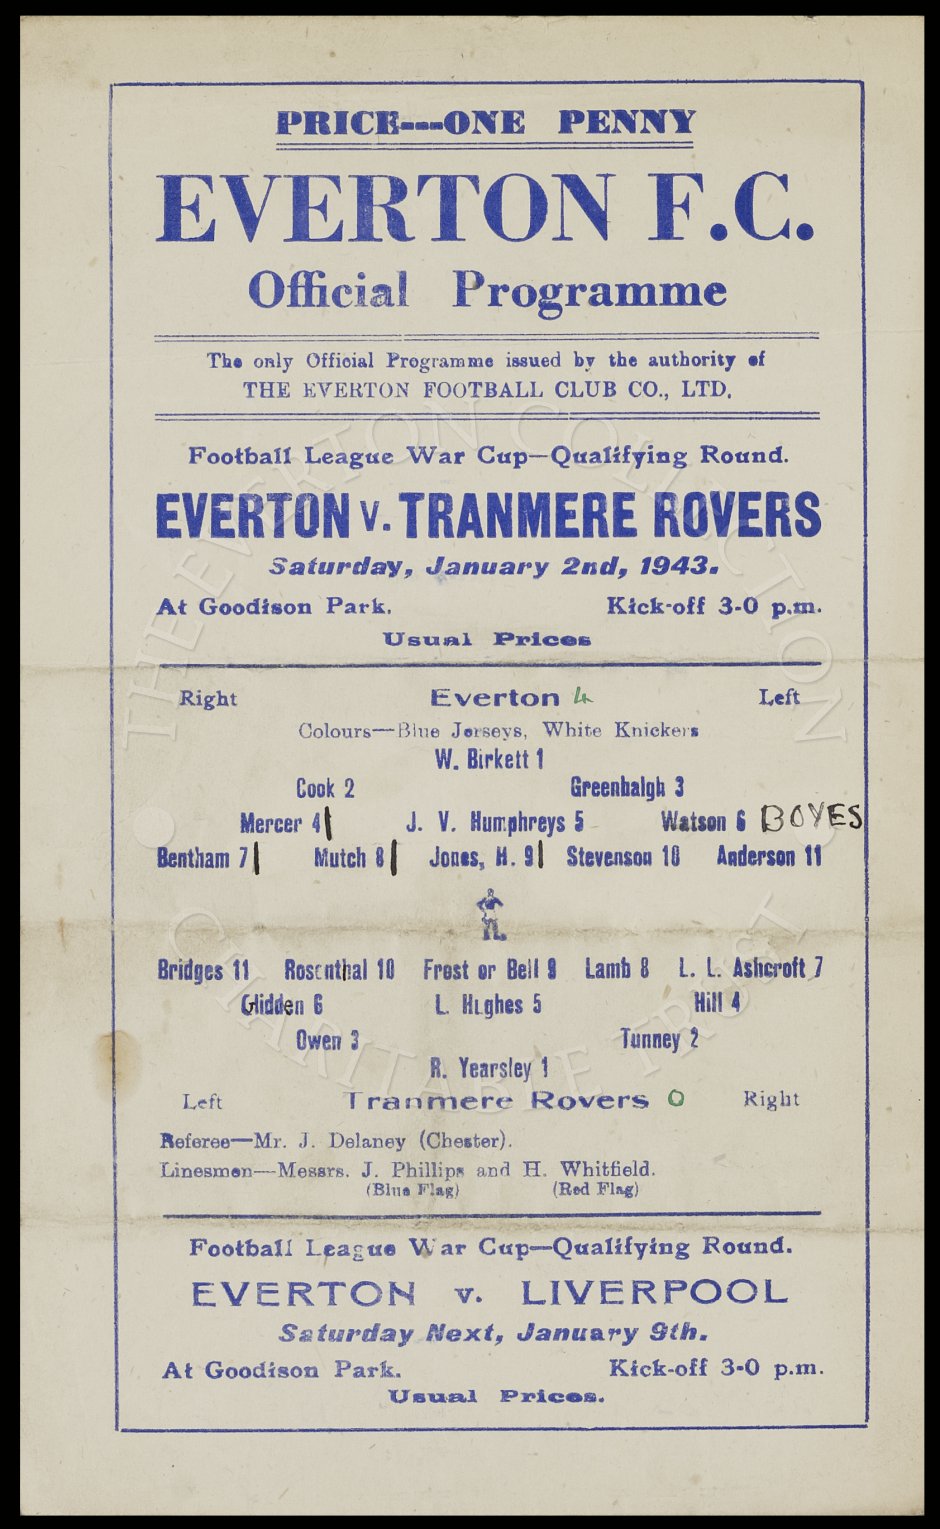 PRICE---ONE PENNY
EVERTON F.C.
Official Programme
The only Official Programme issued by the authority of
THE EVERTON FOOTBALL CLUB CO., LTD.
Football League War Cup—Qualifying Round.
EVERTON v. TRANMERE ROVERS
Saturday, January 2nd, 1943.
At Goodison Park. Kick-off 3-0 p.m.
Usual Prices
Right Everton 4 Left
Colours—Blue Jerseys, White Knickers
W. Birkett 1
Cook 2 Greenhalgh 3
Mercer 4 | J. V. Humphreys 5 Watson 6 BOYES
Bentham 7 | Mutch 8 | Jones, H. 9 | Stevenson 10 Anderson 11
Bridges 11 Rosenthal 10 Frost or Bell 9 Lamb 8 L. L. Ashcroft 7
Glidden 6 L. Hughes 5 Hill 4
Owen 3 Tunney 2
R. Yearsley 1
Left Tranmere Rovers 0 Right
Referee—Mr. J. Delaney (Chester).
Linesmen—Messrs. J. Phillips and H. Whitfield.
(Blue Flag) (Red Flag)
Football League War Cup—Qualifying Round.
EVERTON v. LIVERPOOL
Saturday Next, January 9th.
At Goodison Park. Kick-off 3-0 p.m.
Usual Prices.
THE EVERTON COLLECTION
CHARITABLE TRUST